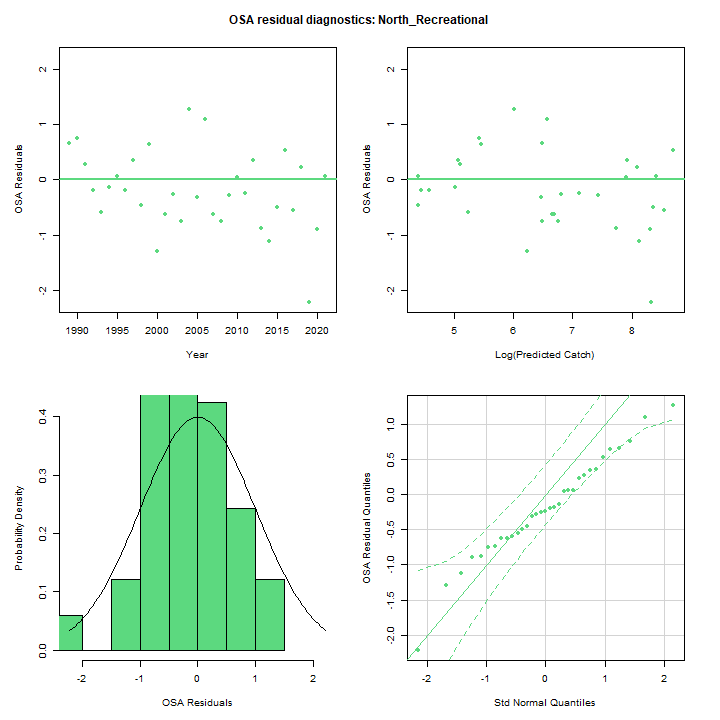 OSA residual diagnostics: North_Recreational
OSA Residuals
2
1
0
-1
-2
1990 1995 2000 2005 2010 2015 2020
Year
OSA Residuals
2
1
0
-1
-2
5 6 7 8
Log(Predicted Catch)
Probability Density
0.4
0.3
0.2
0.1
0.0
-2 -1 0 1 2
OSA Residuals
OSA Residual Quantiles
1.0
0.5
0.0
-0.5
-1.0
-1.5
-2.0
-2 -1 0 1 2
Std Normal Quantiles